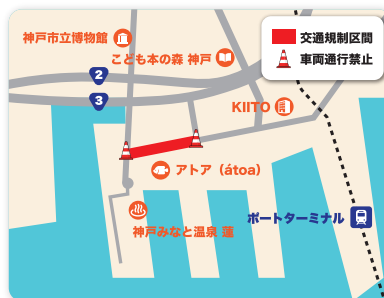 神戸市立博物館
こども本の森 神戸
交通規制区間
車両通行禁止
2
3
KIITO
アトア（átoa）
ポートターミナル
神戸みなと温泉 蓮